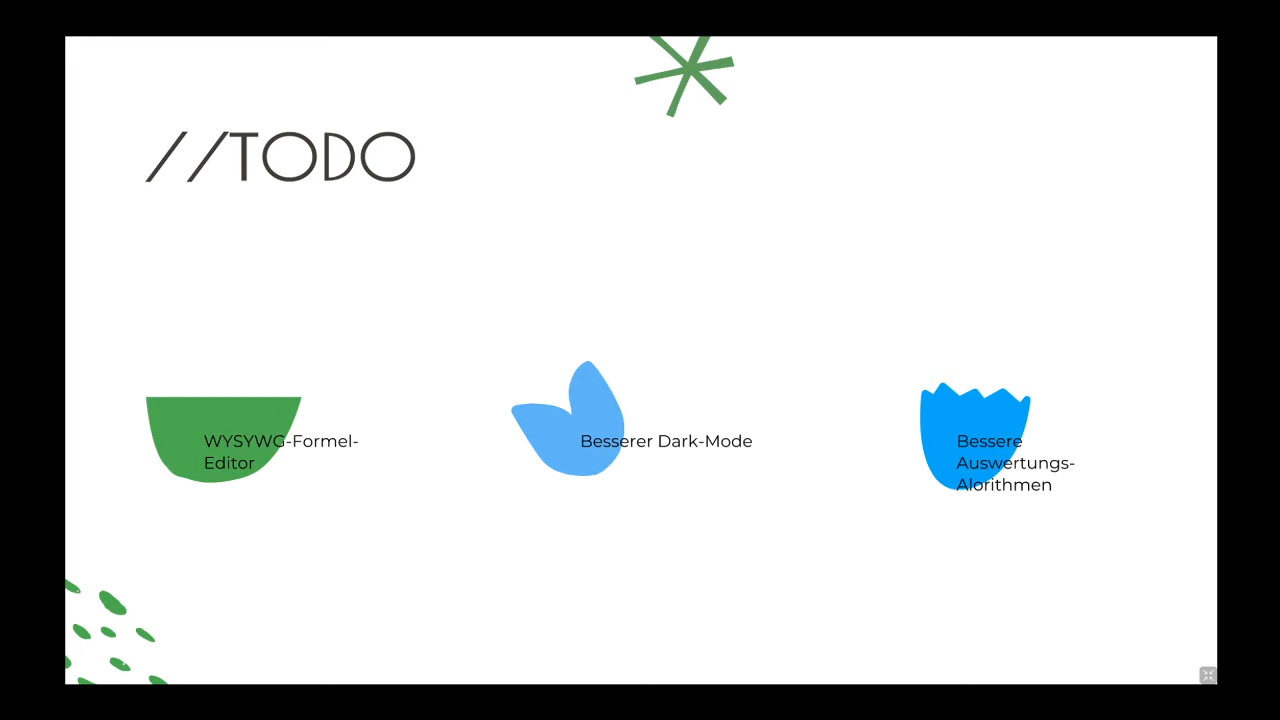 //TODO
WYSYWG-Formel-
Editor
Besserer Dark-Mode
Bessere
Auswertungs-
Alorithmen